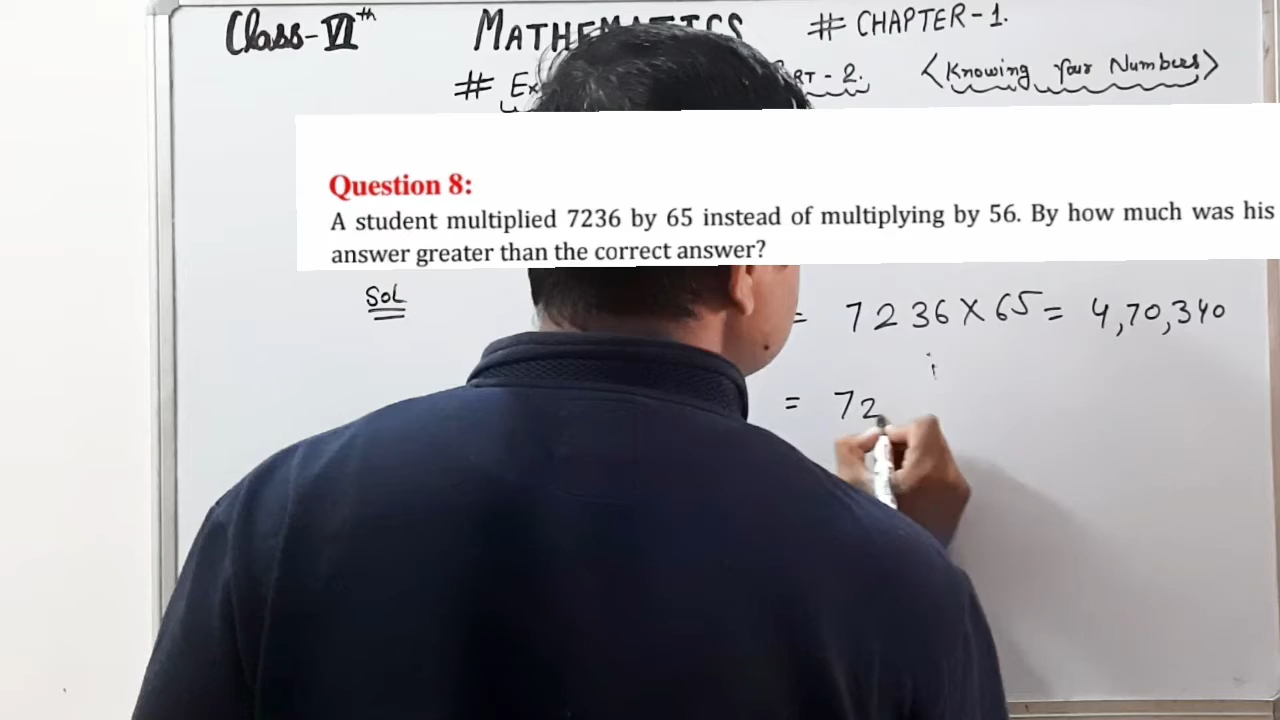 Class-VIth MATHEMATICS # CHAPTER-1.
# Ex RT-2. <Knowing Your Numbers>
Question 8:
A student multiplied 7236 by 65 instead of multiplying by 56. By how much was his
answer greater than the correct answer?
SOL
= 7236×65= 4,70,340
= 72